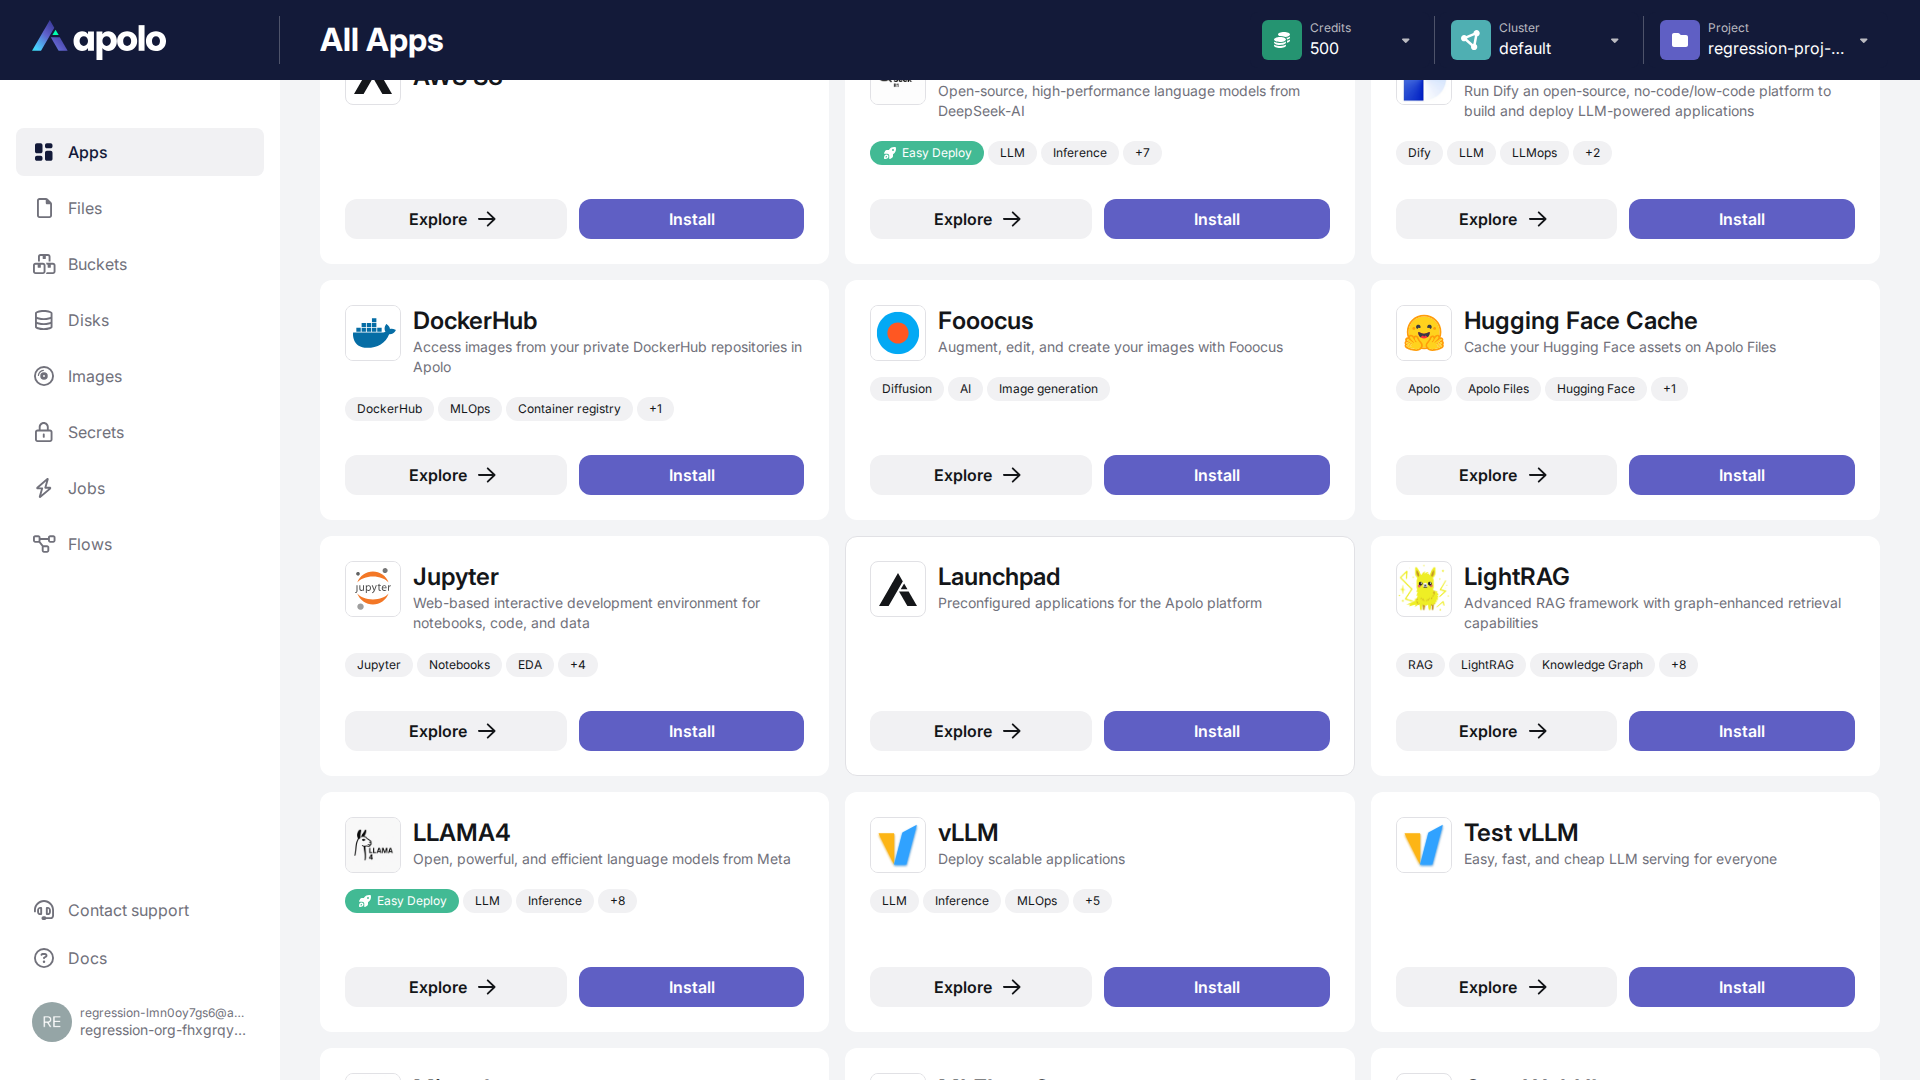 apolo
All Apps
Credits
500
Cluster
default
Project
regression-proj-...
Apps
Files
Buckets
Disks
Images
Secrets
Jobs
Flows
Contact support
Docs
RE
regression-lmn0oy7gs6@a...
regression-org-fhxgrqy...
AWS S3
Explore
Install
Open-source, high-performance language models from
DeepSeek-AI
Easy Deploy
LLM
Inference
+7
Explore
Install
Run Dify an open-source, no-code/low-code platform to
build and deploy LLM-powered applications
Dify
LLM
LLMops
+2
Explore
Install
DockerHub
Access images from your private DockerHub repositories in
Apolo
DockerHub
MLOps
Container registry
+1
Explore
Install
Fooocus
Augment, edit, and create your images with Fooocus
Diffusion
AI
Image generation
Explore
Install
Hugging Face Cache
Cache your Hugging Face assets on Apolo Files
Apolo
Apolo Files
Hugging Face
+1
Explore
Install
jupyter
Jupyter
Web-based interactive development environment for
notebooks, code, and data
Jupyter
Notebooks
EDA
+4
Explore
Install
Launchpad
Preconfigured applications for the Apolo platform
Explore
Install
LightRAG
Advanced RAG framework with graph-enhanced retrieval
capabilities
RAG
LightRAG
Knowledge Graph
+8
Explore
Install
LLAMA
4
LLAMA4
Open, powerful, and efficient language models from Meta
Easy Deploy
LLM
Inference
+8
Explore
Install
vLLM
Deploy scalable applications
LLM
Inference
MLOps
+5
Explore
Install
Test vLLM
Easy, fast, and cheap LLM serving for everyone
Explore
Install